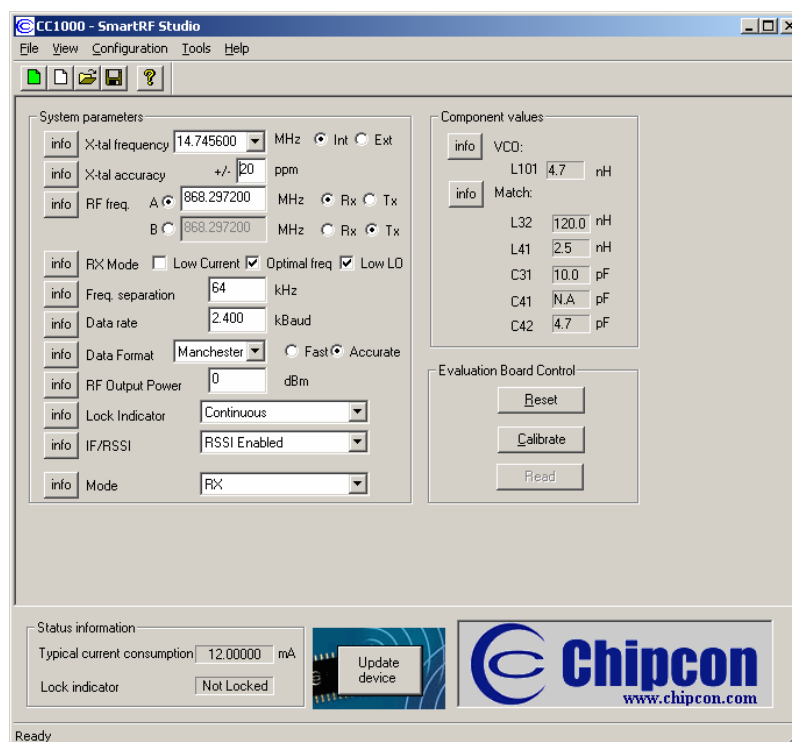 CC1000 - SmartRF Studio
File View Configuration Tools Help
System parameters
info X-tal frequency 14.745600 MHz Int Ext
info X-tal accuracy +/- 20 ppm
info RF freq. A 868.297200 MHz Rx Tx
B 868.297200 MHz Rx Tx
info RX Mode Low Current Optimal freq Low LO
info Freq. separation 64 kHz
info Data rate 2.400 kBaud
info Data Format Manchester Fast Accurate
info RF Output Power 0 dBm
info Lock Indicator Continuous
info IF/RSSI RSSI Enabled
info Mode RX
Component values
info VCO:
L101 4.7 nH
info Match:
L32 120.0 nH
L41 2.5 nH
C31 10.0 pF
C41 N.A pF
C42 4.7 pF
Evaluation Board Control
Reset
Calibrate
Read
Status information
Typical current consumption 12.00000 mA
Lock indicator Not Locked
Update
device
Chipcon
www.chipcon.com
Ready